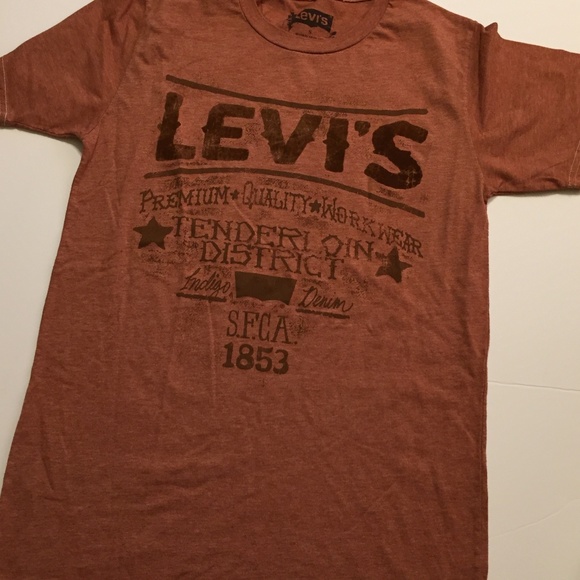 Levi's
LEVI'S
PREMIUM★QUALITY★WORKWEAR
TENDERLOIN
DISTRICT
Indigo Denim
S.F.CA.
1853